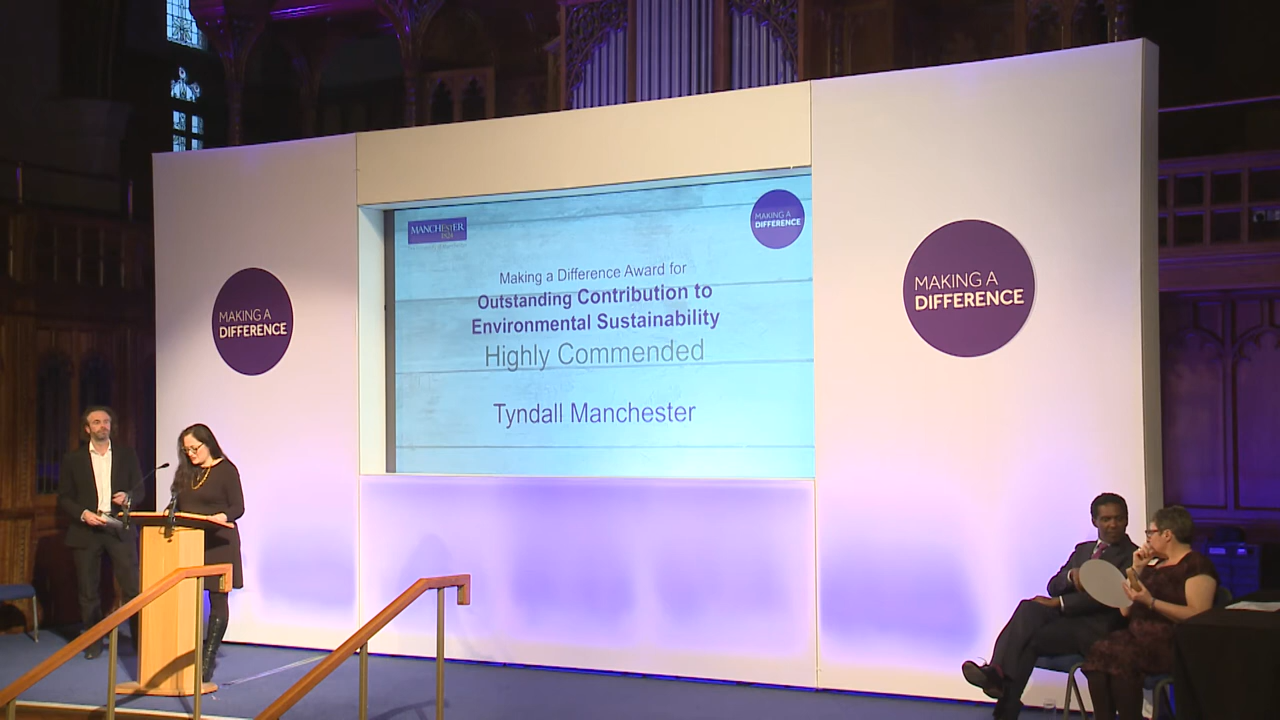 MANCHESTER
1824
MAKING A
DIFFERENCE
Making a Difference Award for
Outstanding Contribution to
Environmental Sustainability
Highly Commended
Tyndall Manchester
MAKING A
DIFFERENCE
MAKING A
DIFFERENCE